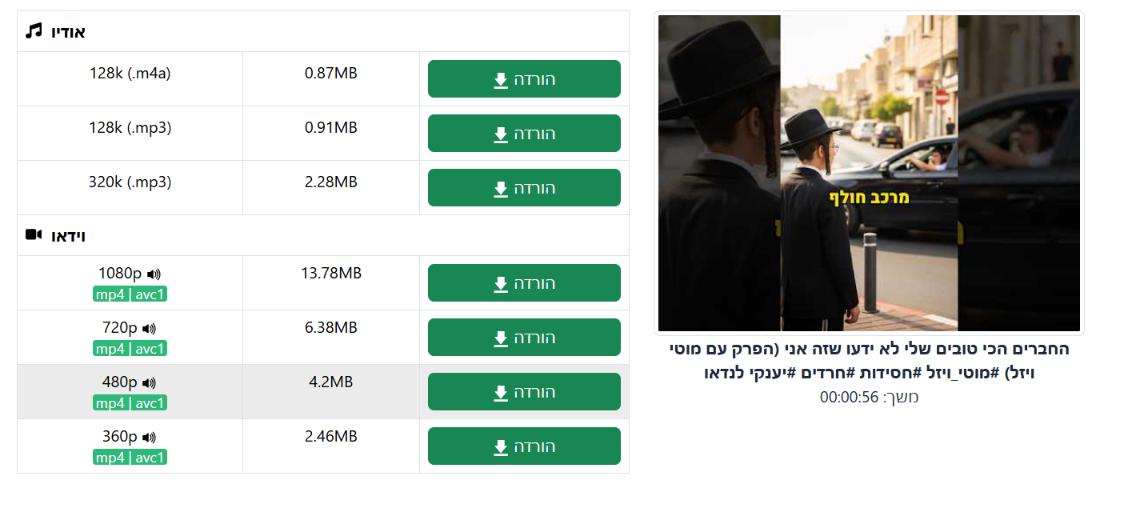 אודיו
128k (.m4a) 0.87MB הורדה
128k (.mp3) 0.91MB הורדה
320k (.mp3) 2.28MB הורדה
וידאו
1080p 13.78MB הורדה
mp4 | avc1
720p 6.38MB הורדה
mp4 | avc1
480p 4.2MB הורדה
mp4 | avc1
360p 2.46MB הורדה
mp4 | avc1
מרכב חולף
החברים הכי טובים שלי לא ידעו שזה אני (הפרק עם מוטי
ויזל) #מוטי_ויזל #חסידות #חרדים #יענקי לנדאו
משך: 00:00:56